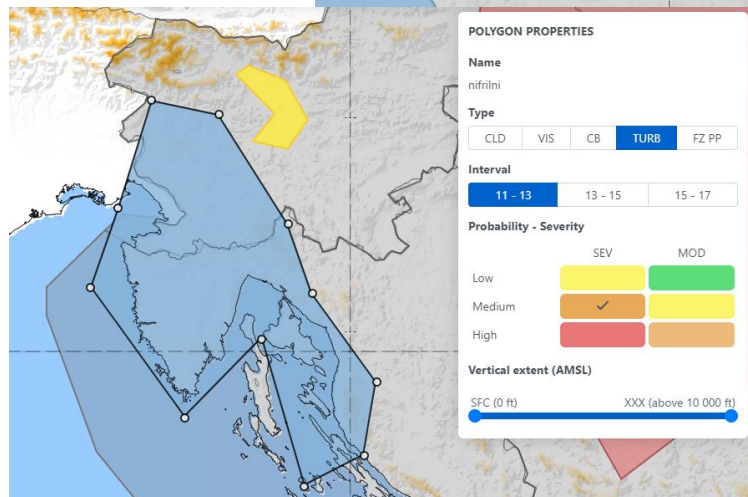 POLYGON PROPERTIES
Name
nifrilni
Type
CLD VIS CB TURB FZ PP
Interval
11 - 13 13 - 15 15 - 17
Probability - Severity
SEV MOD
Low
Medium
High
Vertical extent (AMSL)
SFC (0 ft) XXX (above 10 000 ft)